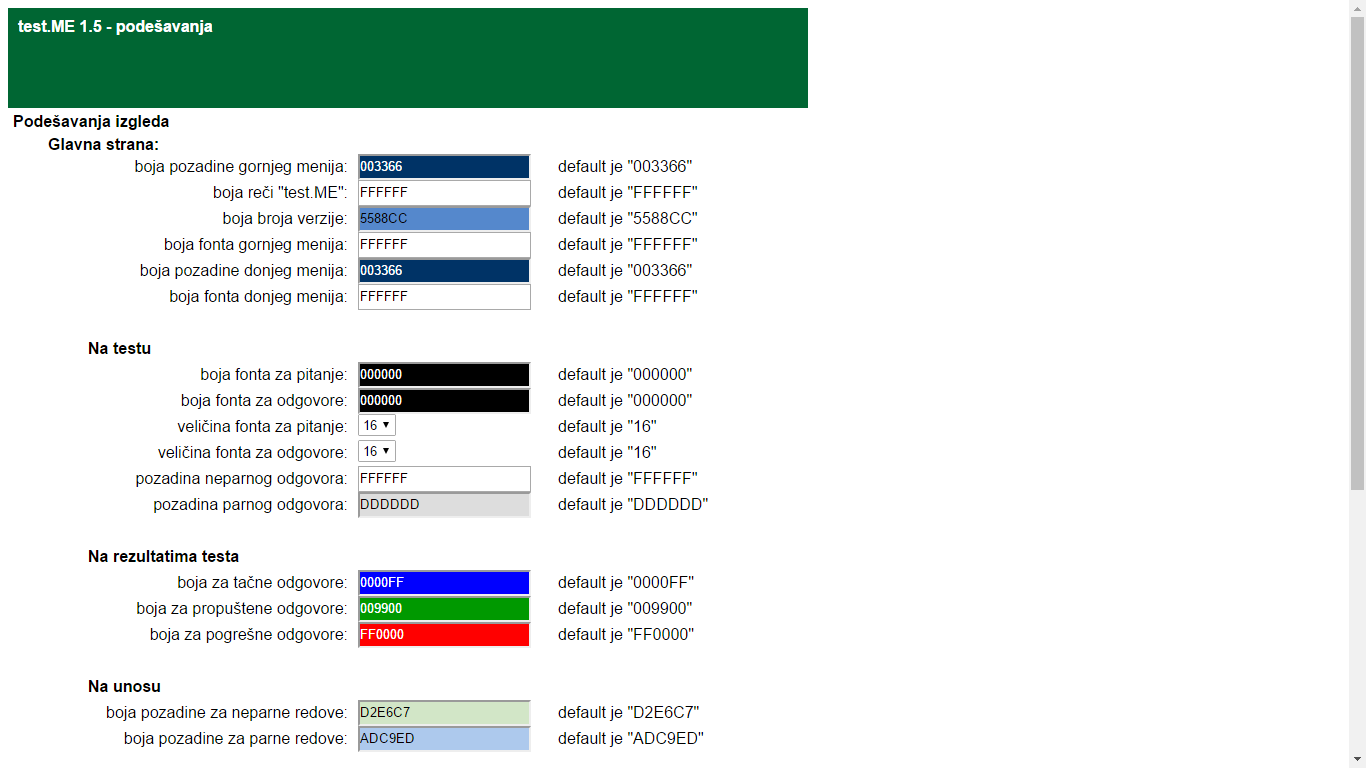 test.ME 1.5 - podešavanja
Podešavanja izgleda
Glavna strana:
boja pozadine gornjeg menija: 003366 default je "003366"
boja reči "test.ME": FFFFFF default je "FFFFFF"
boja broja verzije: 5588CC default je "5588CC"
boja fonta gornjeg menija: FFFFFF default je "FFFFFF"
boja pozadine donjeg menija: 003366 default je "003366"
boja fonta donjeg menija: FFFFFF default je "FFFFFF"
Na testu
boja fonta za pitanje: 000000 default je "000000"
boja fonta za odgovore: 000000 default je "000000"
veličina fonta za pitanje: 16 default je "16"
veličina fonta za odgovore: 16 default je "16"
pozadina neparnog odgovora: FFFFFF default je "FFFFFF"
pozadina parnog odgovora: DDDDDD default je "DDDDDD"
Na rezultatima testa
boja za tačne odgovore: 0000FF default je "0000FF"
boja za propuštene odgovore: 009900 default je "009900"
boja za pogrešne odgovore: FF0000 default je "FF0000"
Na unosu
boja pozadine za neparne redove: D2E6C7 default je "D2E6C7"
boja pozadine za parne redove: ADC9ED default je "ADC9ED"